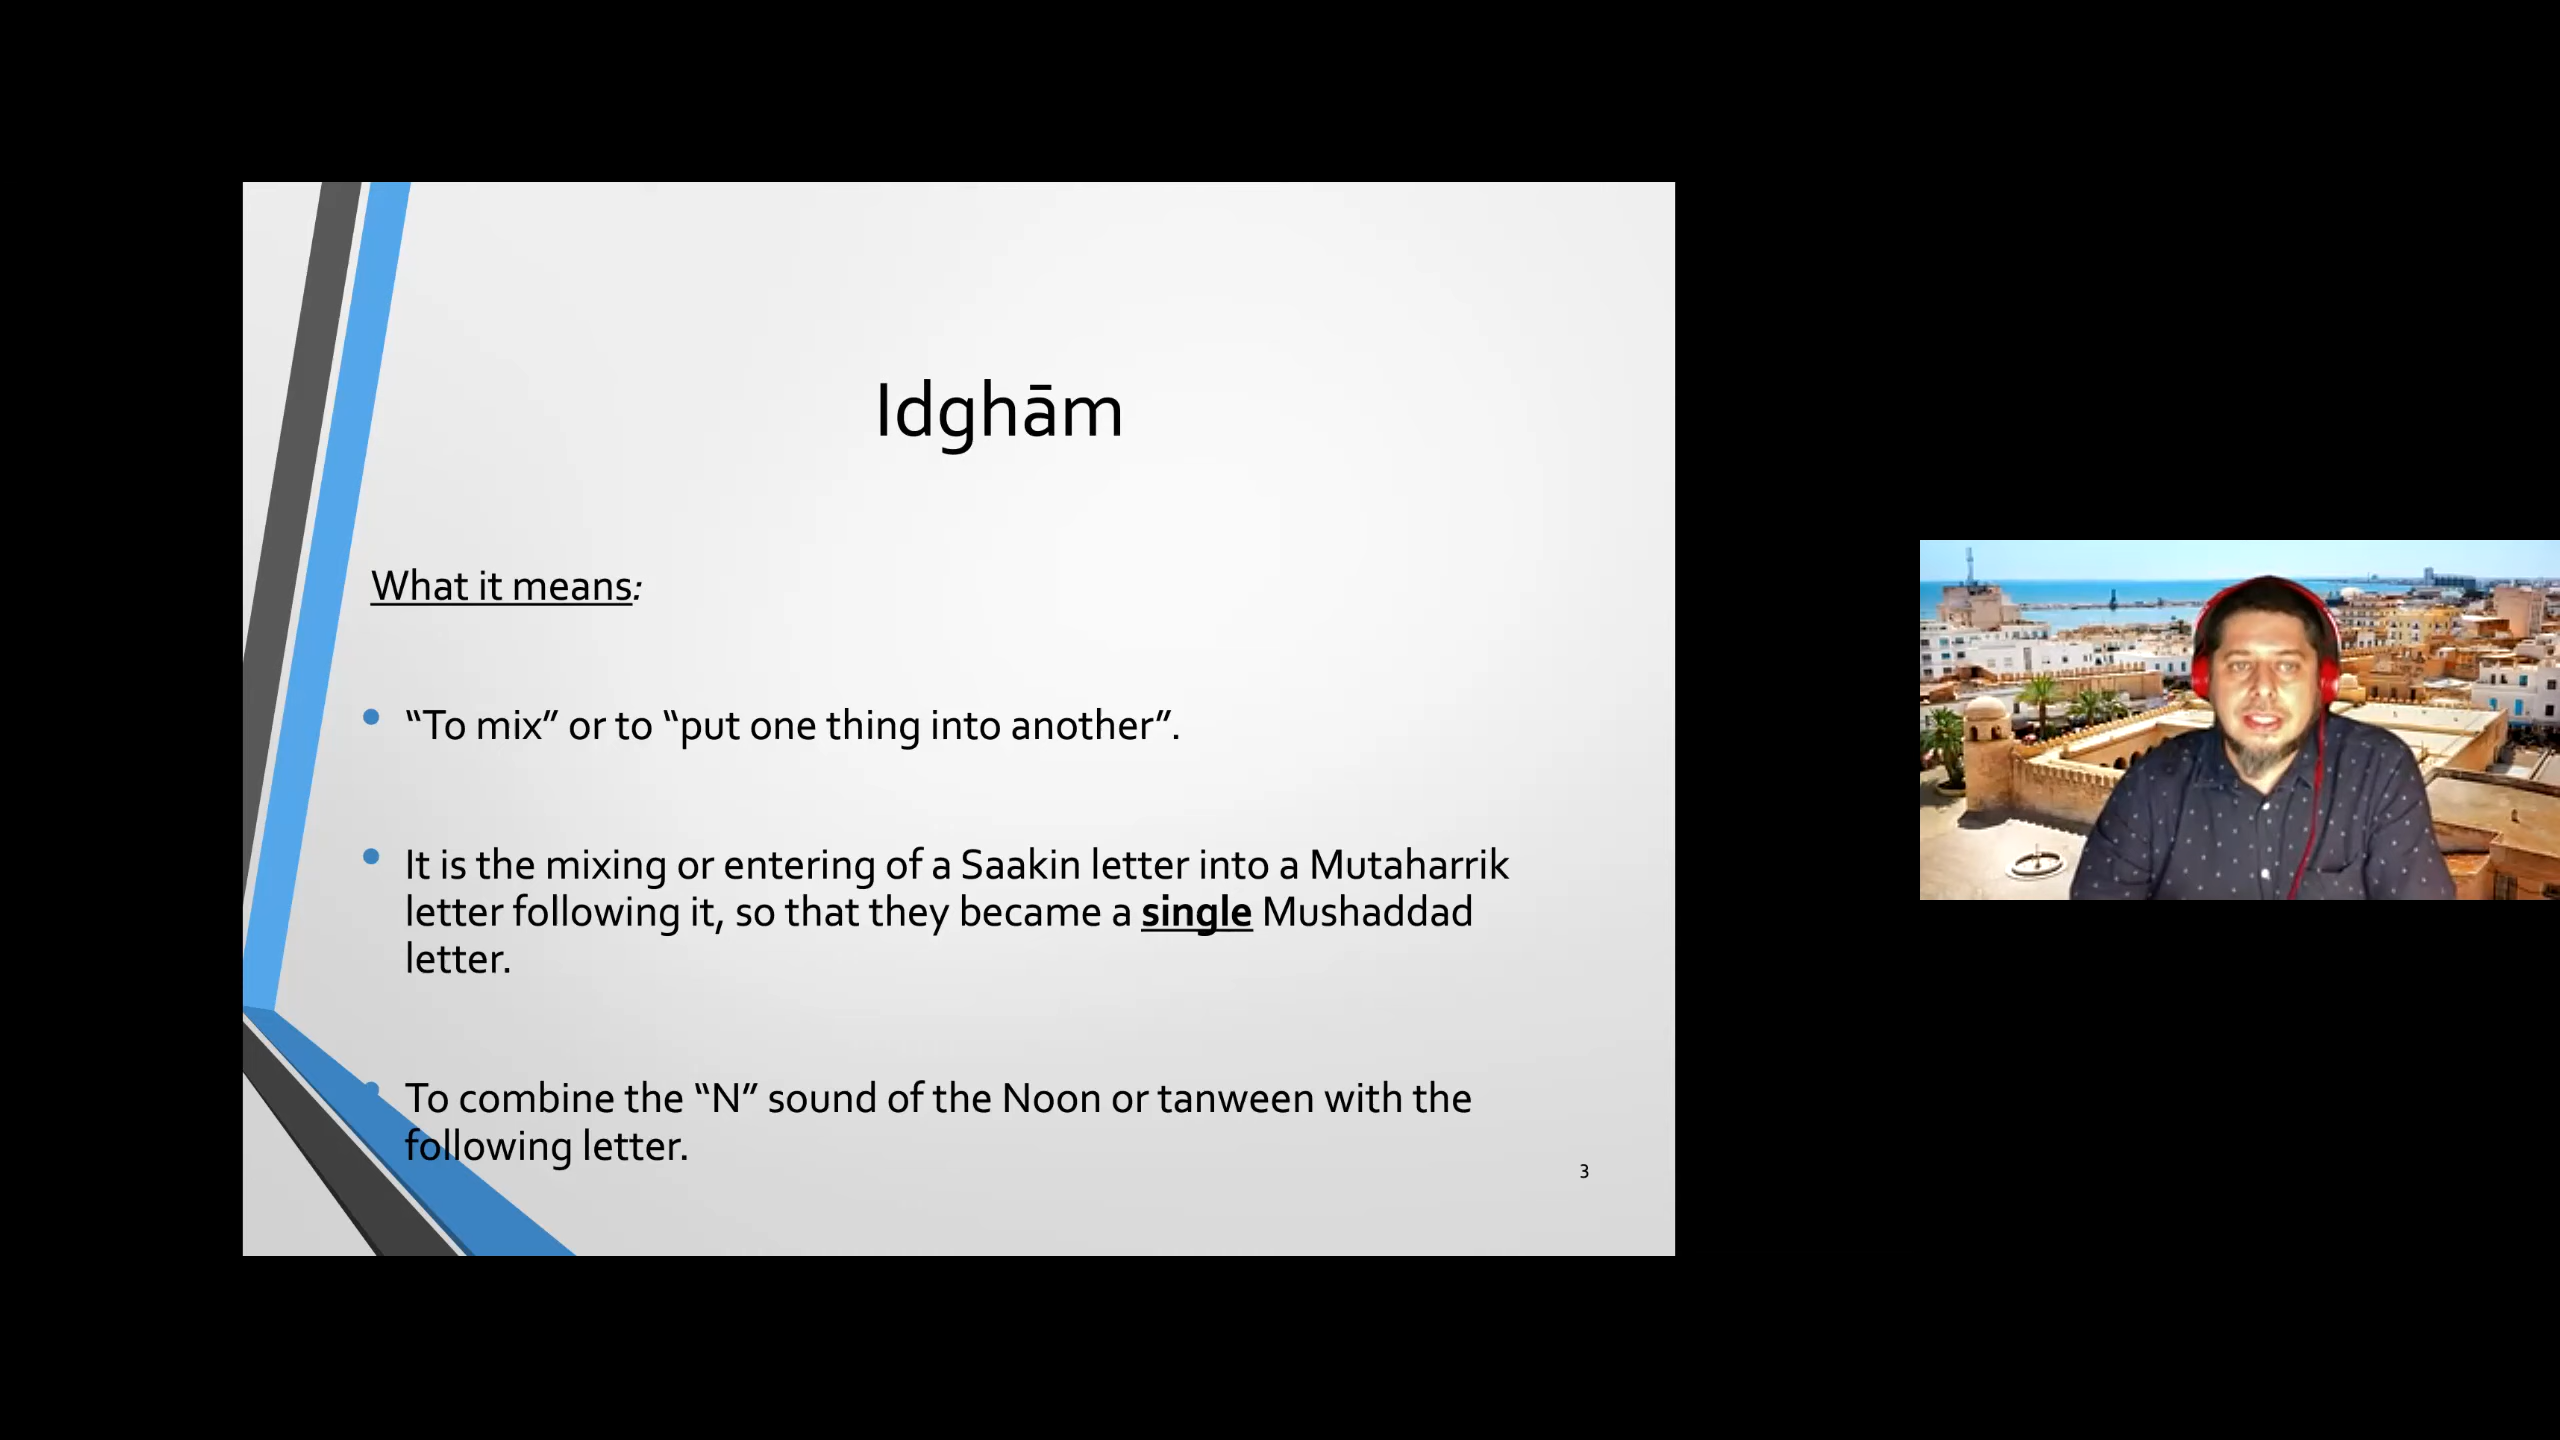 Idghām
What it means:
“To mix” or to “put one thing into another”.
It is the mixing or entering of a Saakin letter into a Mutaharrik
letter following it, so that they became a single Mushaddad
letter.
To combine the “N” sound of the Noon or tanween with the
following letter.
3